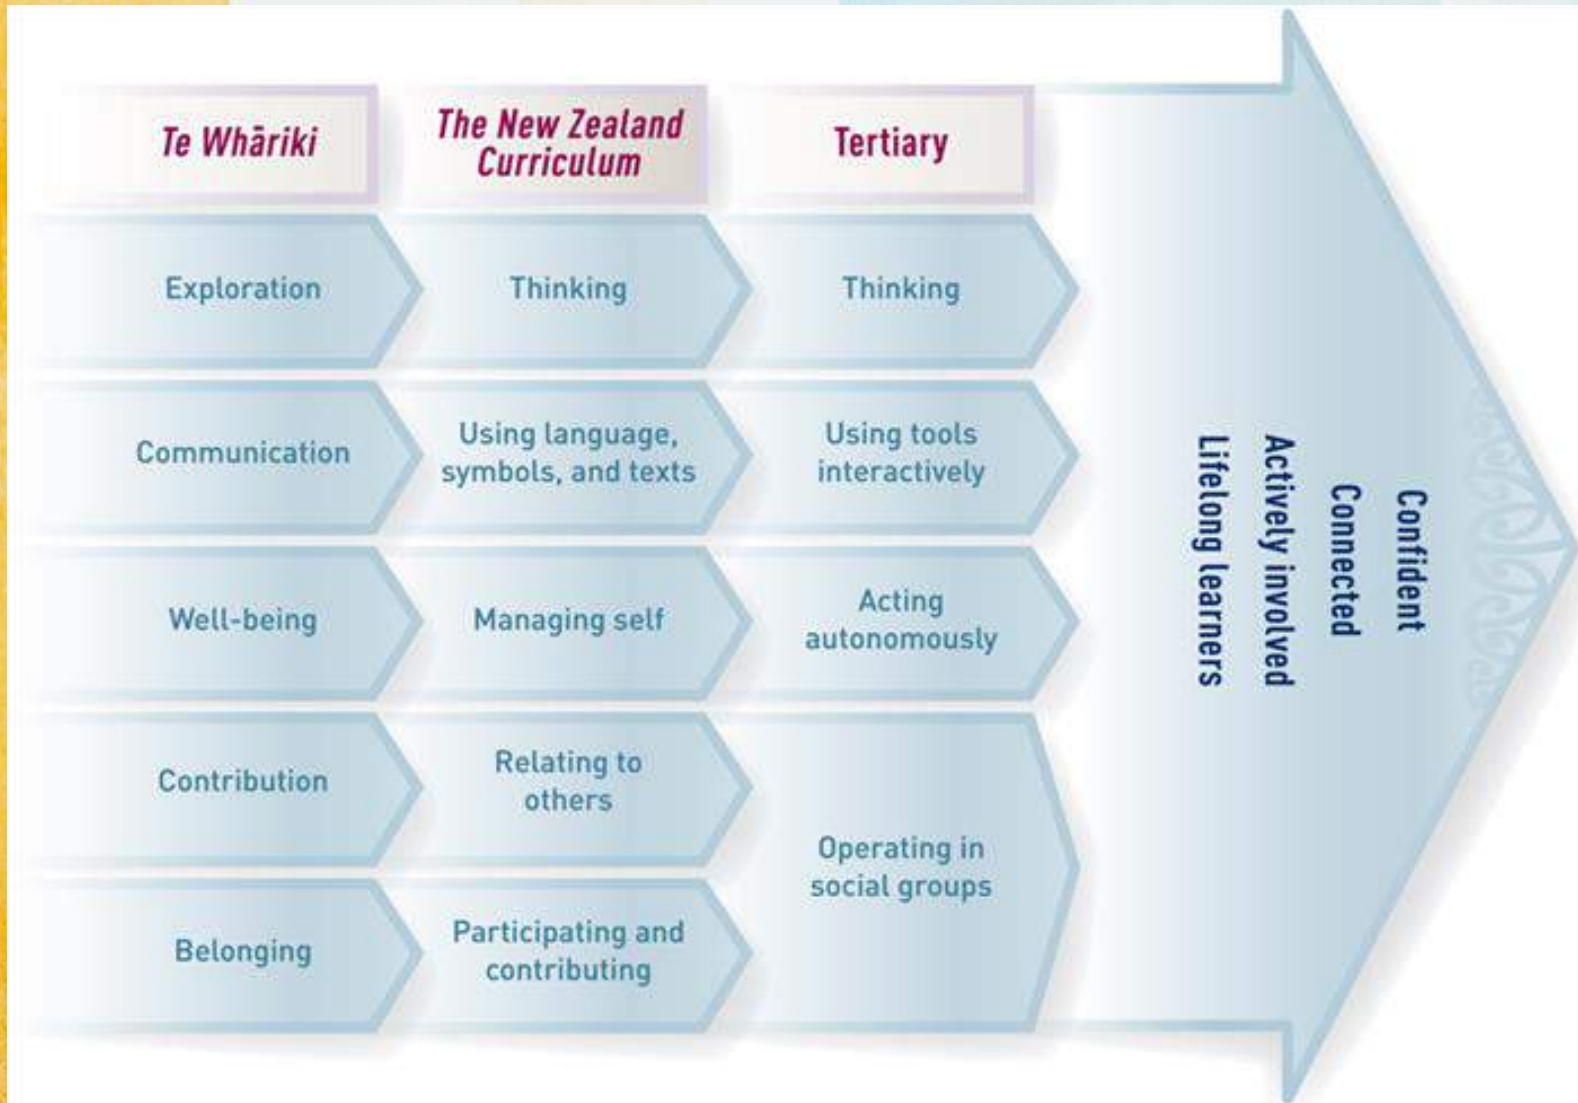 Te Whāriki
The New Zealand
Curriculum
Tertiary
Exploration
Thinking
Thinking
Communication
Using language,
symbols, and texts
Using tools
interactively
Well-being
Managing self
Acting
autonomously
Contribution
Relating to
others
Operating in
social groups
Belonging
Participating and
contributing
Confident
Connected
Actively involved
Lifelong learners